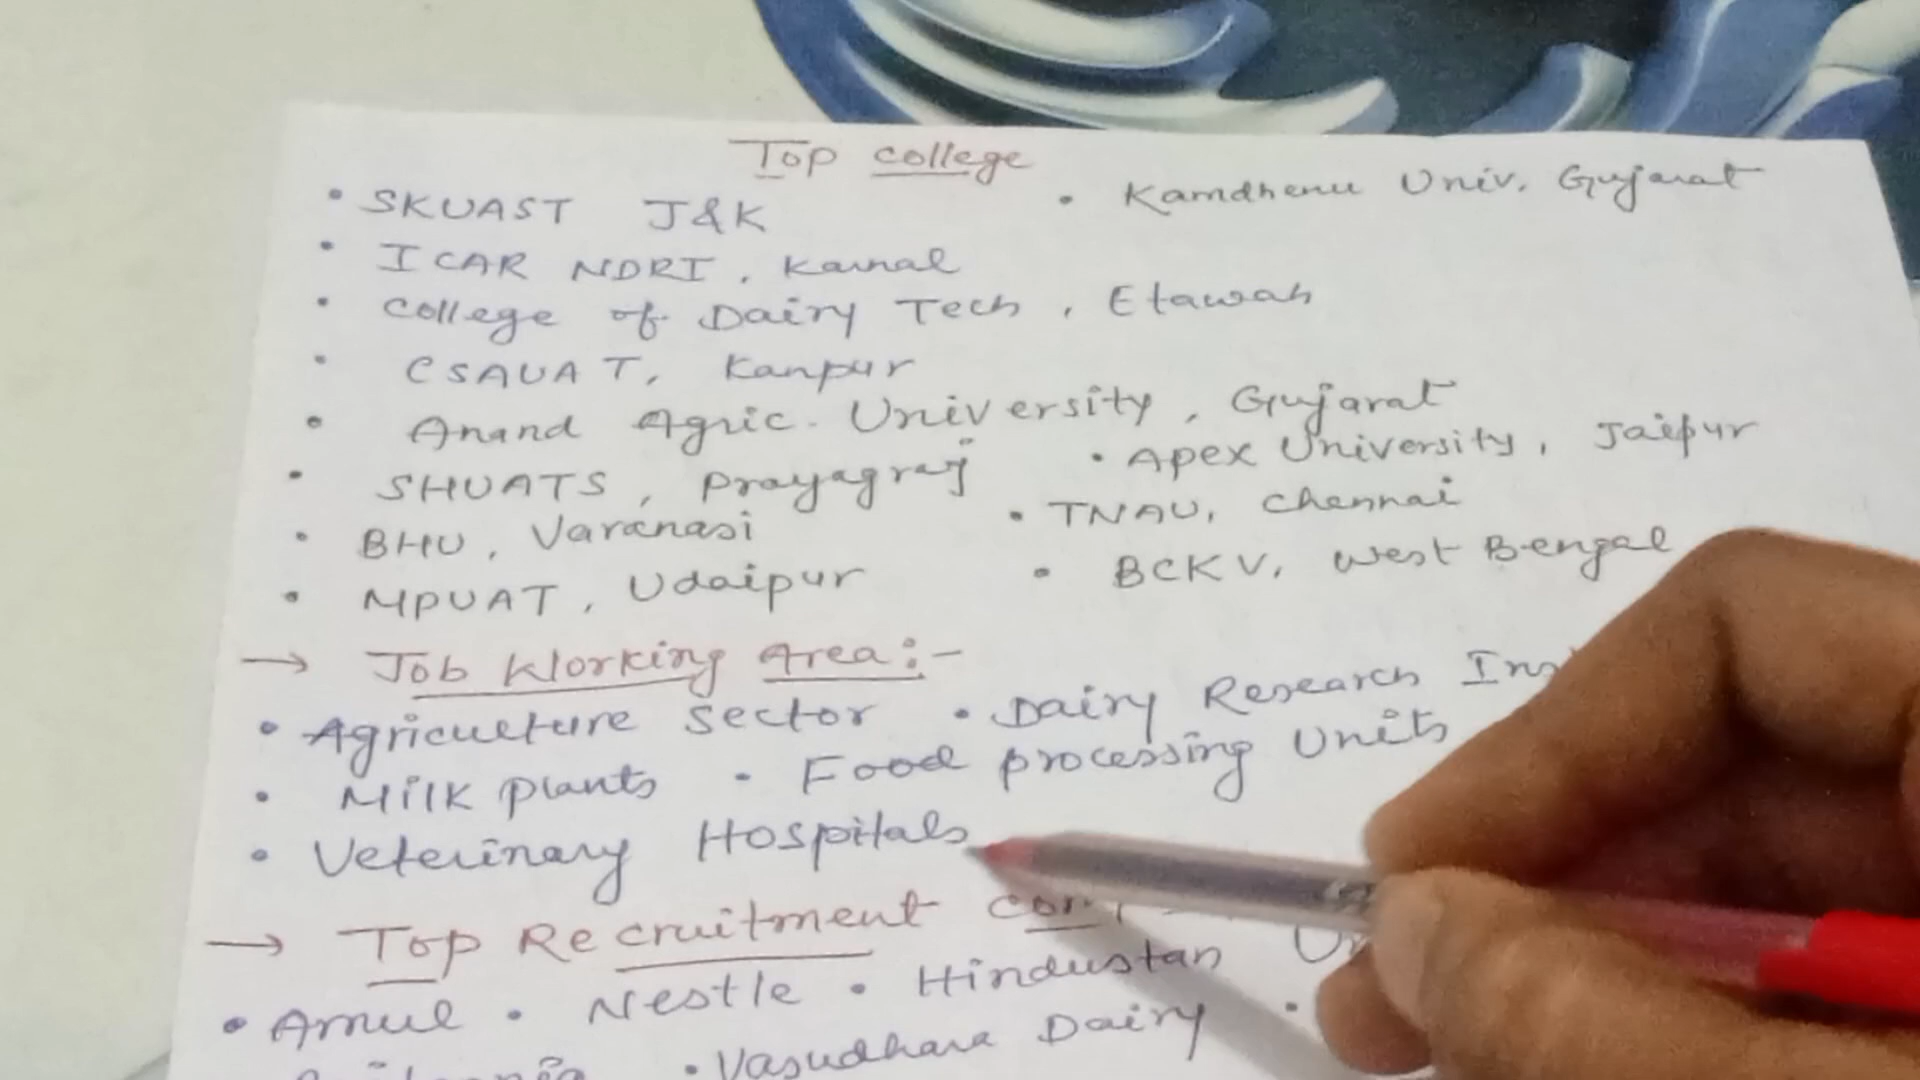 Top college
• SKUAST J&K • Kamdhenu Univ. Gujarat
• ICAR NDRI, Karnal
• College of Dairy Tech, Etawah
• CSAUAT, Kanpur
• Anand Agric. University, Gujarat
• SHUATS, Prayagraj • Apex University, Jaipur
• BHU, Varanasi • TNAU, Chennai
• MPUAT, Udaipur • BCKV, West Bengal
→ Job Working Area:-
• Agriculture Sector • Dairy Research
• Milk plants • Food processing Units
• Veterinary Hospitals
→ Top Recruitment
• Amul • Nestle • Hindustan
• Vasudhara Dairy •